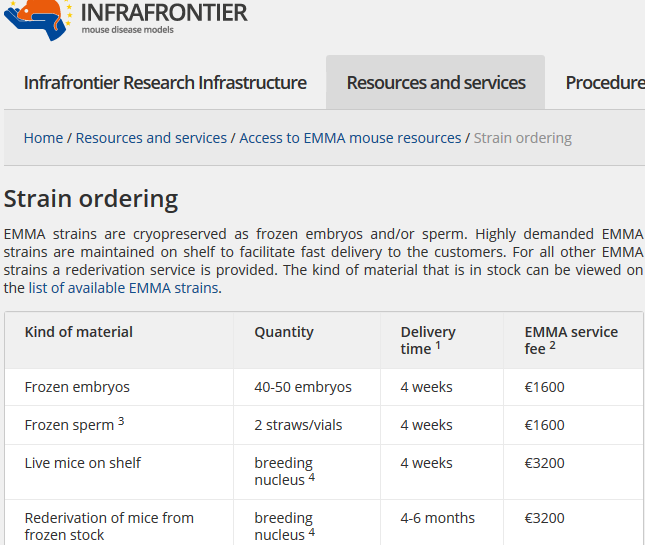 INFRAFRONTIER
mouse disease models
Infrafrontier Research Infrastructure Resources and services Procedure
Home / Resources and services / Access to EMMA mouse resources / Strain ordering
Strain ordering
EMMA strains are cryopreserved as frozen embryos and/or sperm. Highly demanded EMMA
strains are maintained on shelf to facilitate fast delivery to the customers. For all other EMMA
strains a rederivation service is provided. The kind of material that is in stock can be viewed on
the list of available EMMA strains.
Kind of material Quantity Delivery time 1 EMMA service fee 2
Frozen embryos 40-50 embryos 4 weeks €1600
Frozen sperm 3 2 straws/vials 4 weeks €1600
Live mice on shelf breeding nucleus 4 4 weeks €3200
Rederivation of mice from frozen stock breeding nucleus 4 4-6 months €3200